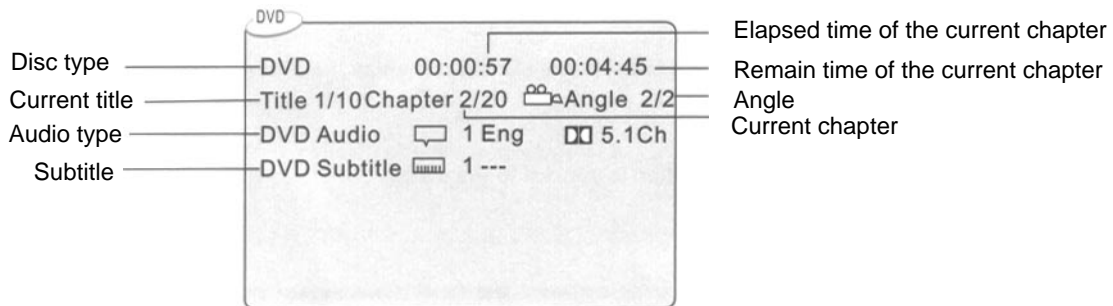 DVD
Elapsed time of the current chapter
Disc type
DVD 00:00:57 00:04:45
Remain time of the current chapter
Current title
Title 1/10 Chapter 2/20 Angle 2/2
Angle
Current chapter
Audio type
DVD Audio 1 Eng DD 5.1Ch
Subtitle
DVD Subtitle 1 ---